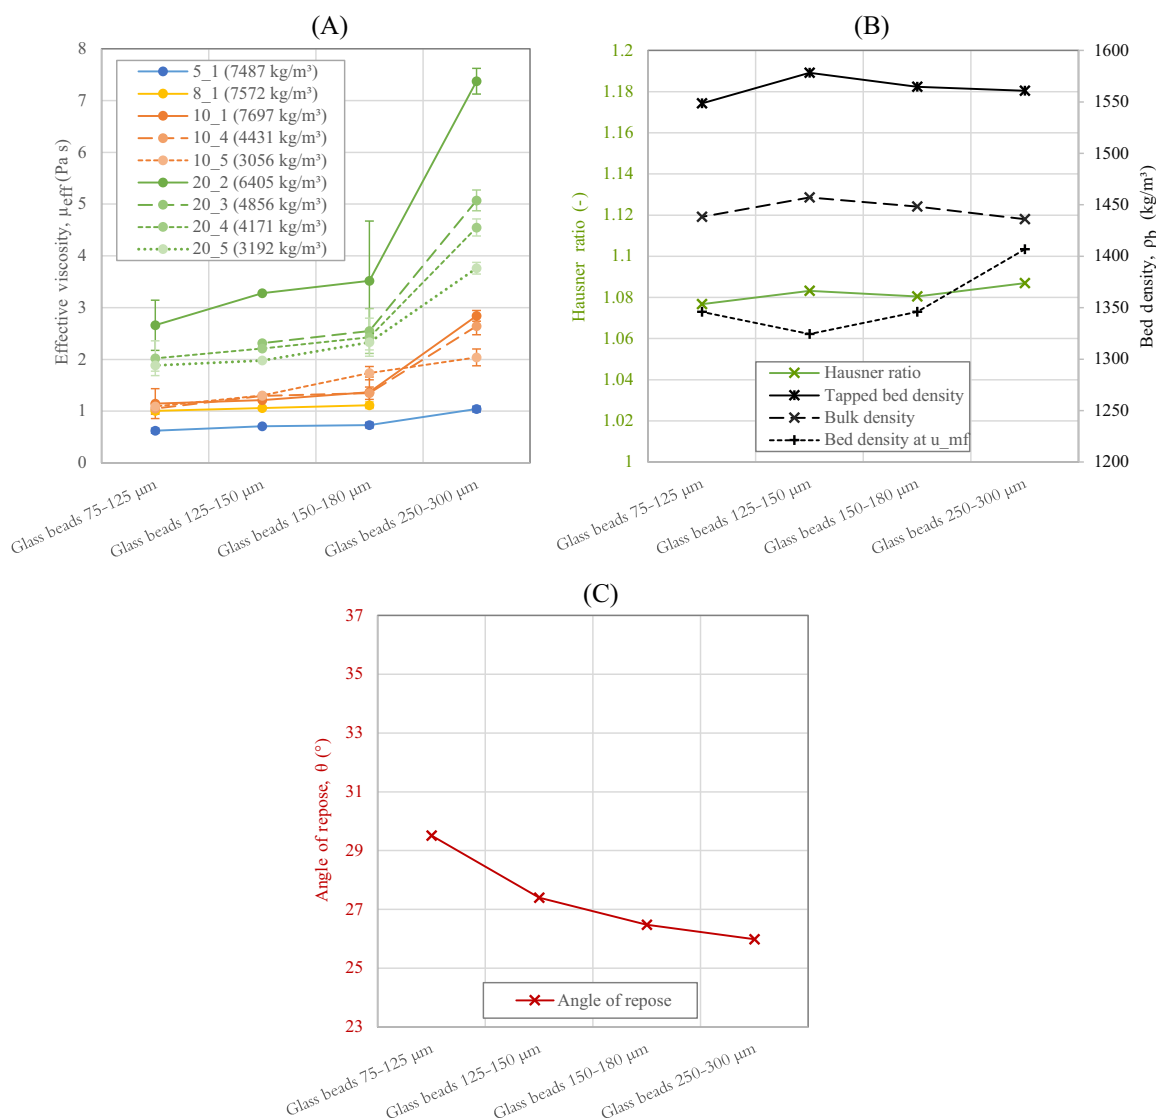 (A)
Effective viscosity, μeff (Pa s)
8
7
6
5
4
3
2
1
0
5_1 (7487 kg/m³)
8_1 (7572 kg/m³)
10_1 (7697 kg/m³)
10_4 (4431 kg/m³)
10_5 (3056 kg/m³)
20_2 (6405 kg/m³)
20_3 (4856 kg/m³)
20_4 (4171 kg/m³)
20_5 (3192 kg/m³)
Glass beads 75-125 μm
Glass beads 125-150 μm
Glass beads 150-180 μm
Glass beads 250-300 μm
(B)
Hausner ratio (-)
1.2
1.18
1.16
1.14
1.12
1.1
1.08
1.06
1.04
1.02
1
Hausner ratio
Tapped bed density
Bulk density
Bed density at u_mf
1600
1550
1500
1450
1400
1350
1300
1250
1200
Bed density, ρb (kg/m³)
Glass beads 75-125 μm
Glass beads 125-150 μm
Glass beads 150-180 μm
Glass beads 250-300 μm
(C)
Angle of repose, θ (°)
37
35
33
31
29
27
25
23
Angle of repose
Glass beads 75-125 μm
Glass beads 125-150 μm
Glass beads 150-180 μm
Glass beads 250-300 μm